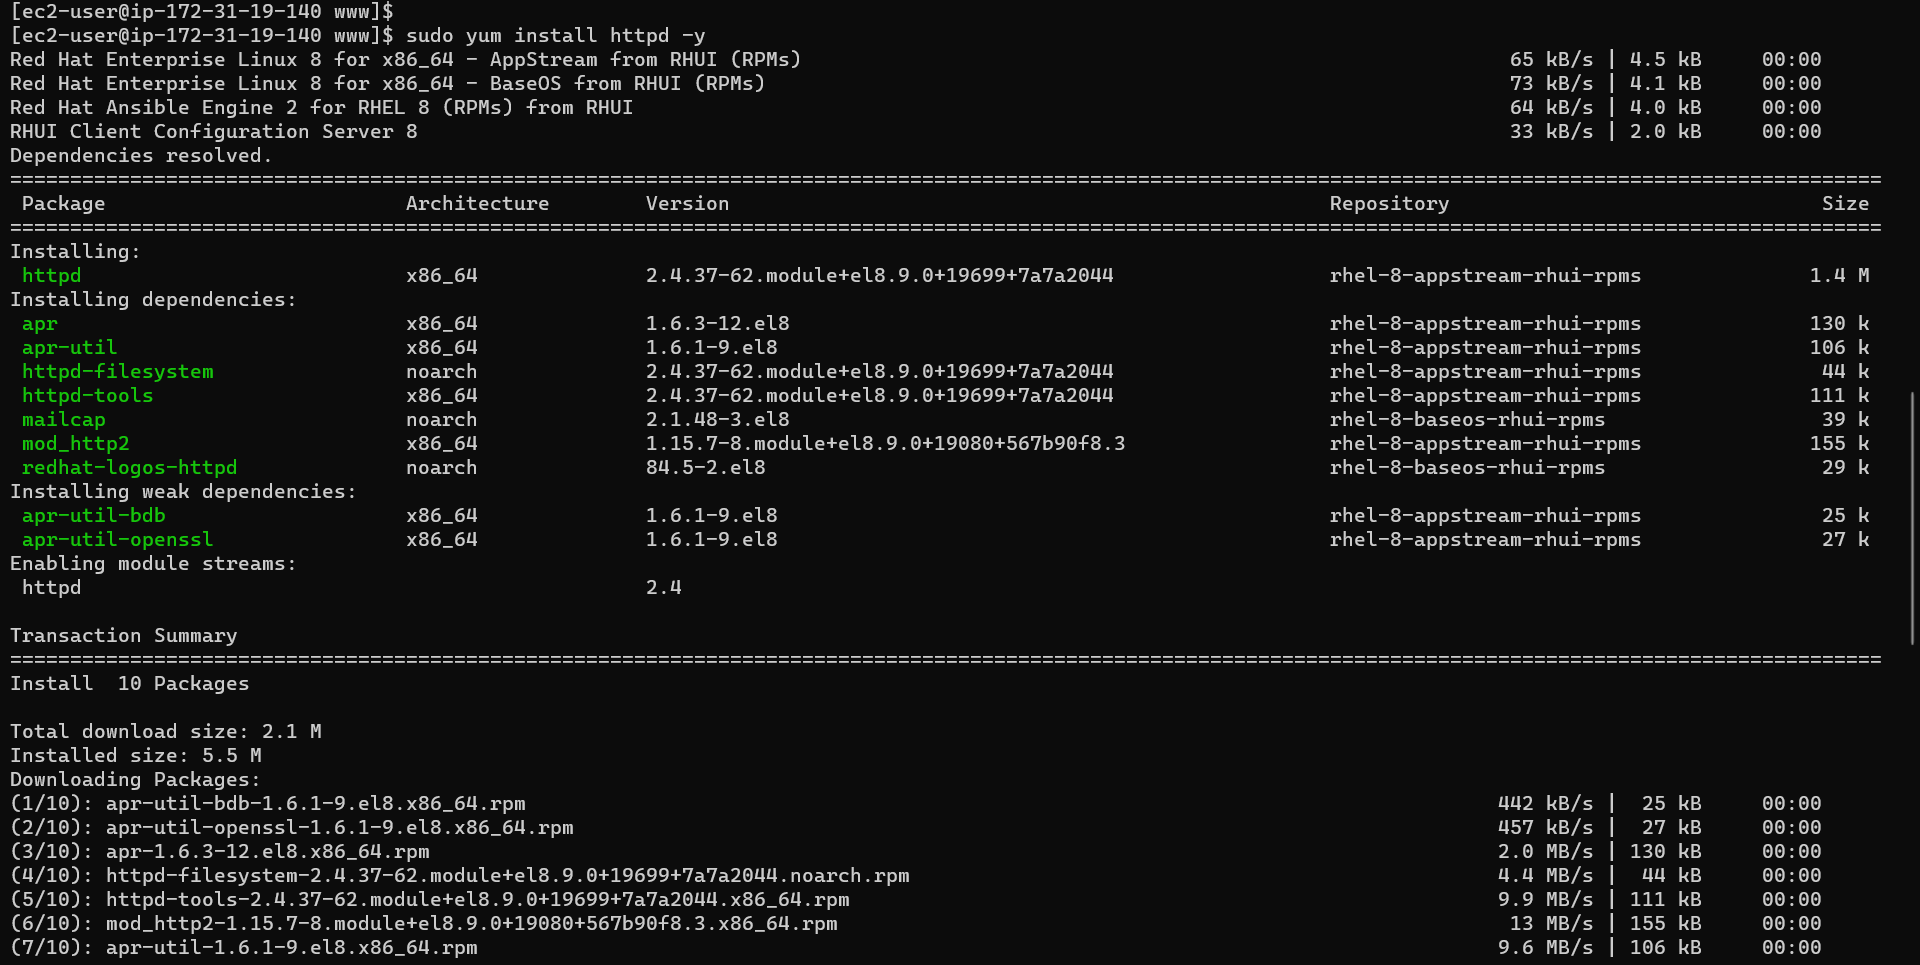 [ec2-user@ip-172-31-19-140 www]$
[ec2-user@ip-172-31-19-140 www]$ sudo yum install httpd -y
Red Hat Enterprise Linux 8 for x86_64 - AppStream from RHUI (RPMs) 65 kB/s | 4.5 kB 00:00
Red Hat Enterprise Linux 8 for x86_64 - BaseOS from RHUI (RPMs) 73 kB/s | 4.1 kB 00:00
Red Hat Ansible Engine 2 for RHEL 8 (RPMs) from RHUI 64 kB/s | 4.0 kB 00:00
RHUI Client Configuration Server 8 33 kB/s | 2.0 kB 00:00
Dependencies resolved.
============================================================================================================================================================
Package Architecture Version Repository Size
============================================================================================================================================================
Installing:
httpd x86_64 2.4.37-62.module+el8.9.0+19699+7a7a2044 rhel-8-appstream-rhui-rpms 1.4 M
Installing dependencies:
apr x86_64 1.6.3-12.el8 rhel-8-appstream-rhui-rpms 130 k
apr-util x86_64 1.6.1-9.el8 rhel-8-appstream-rhui-rpms 106 k
httpd-filesystem noarch 2.4.37-62.module+el8.9.0+19699+7a7a2044 rhel-8-appstream-rhui-rpms 44 k
httpd-tools x86_64 2.4.37-62.module+el8.9.0+19699+7a7a2044 rhel-8-appstream-rhui-rpms 111 k
mailcap noarch 2.1.48-3.el8 rhel-8-baseos-rhui-rpms 39 k
mod_http2 x86_64 1.15.7-8.module+el8.9.0+19080+567b90f8.3 rhel-8-appstream-rhui-rpms 155 k
redhat-logos-httpd noarch 84.5-2.el8 rhel-8-baseos-rhui-rpms 29 k
Installing weak dependencies:
apr-util-bdb x86_64 1.6.1-9.el8 rhel-8-appstream-rhui-rpms 25 k
apr-util-openssl x86_64 1.6.1-9.el8 rhel-8-appstream-rhui-rpms 27 k
Enabling module streams:
httpd 2.4
Transaction Summary
============================================================================================================================================================
Install  10 Packages
Total download size: 2.1 M
Installed size: 5.5 M
Downloading Packages:
(1/10): apr-util-bdb-1.6.1-9.el8.x86_64.rpm 442 kB/s |  25 kB 00:00
(2/10): apr-util-openssl-1.6.1-9.el8.x86_64.rpm 457 kB/s |  27 kB 00:00
(3/10): apr-1.6.3-12.el8.x86_64.rpm 2.0 MB/s | 130 kB 00:00
(4/10): httpd-filesystem-2.4.37-62.module+el8.9.0+19699+7a7a2044.noarch.rpm 4.4 MB/s |  44 kB 00:00
(5/10): httpd-tools-2.4.37-62.module+el8.9.0+19699+7a7a2044.x86_64.rpm 9.9 MB/s | 111 kB 00:00
(6/10): mod_http2-1.15.7-8.module+el8.9.0+19080+567b90f8.3.x86_64.rpm 13 MB/s | 155 kB 00:00
(7/10): apr-util-1.6.1-9.el8.x86_64.rpm 9.6 MB/s | 106 kB 00:00